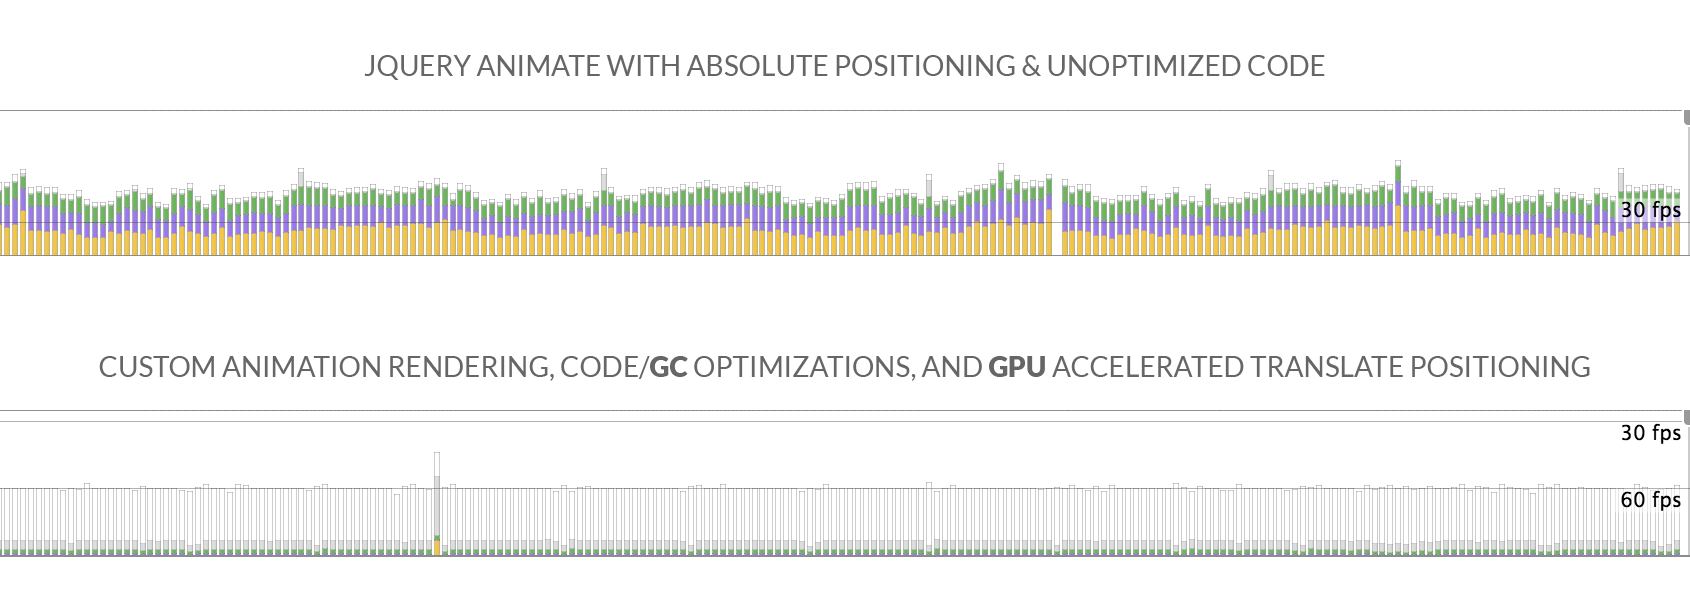 JQUERY ANIMATE WITH ABSOLUTE POSITIONING & UNOPTIMIZED CODE
30 fps
CUSTOM ANIMATION RENDERING, CODE/GC OPTIMIZATIONS, AND GPU ACCELERATED TRANSLATE POSITIONING
30 fps
60 fps